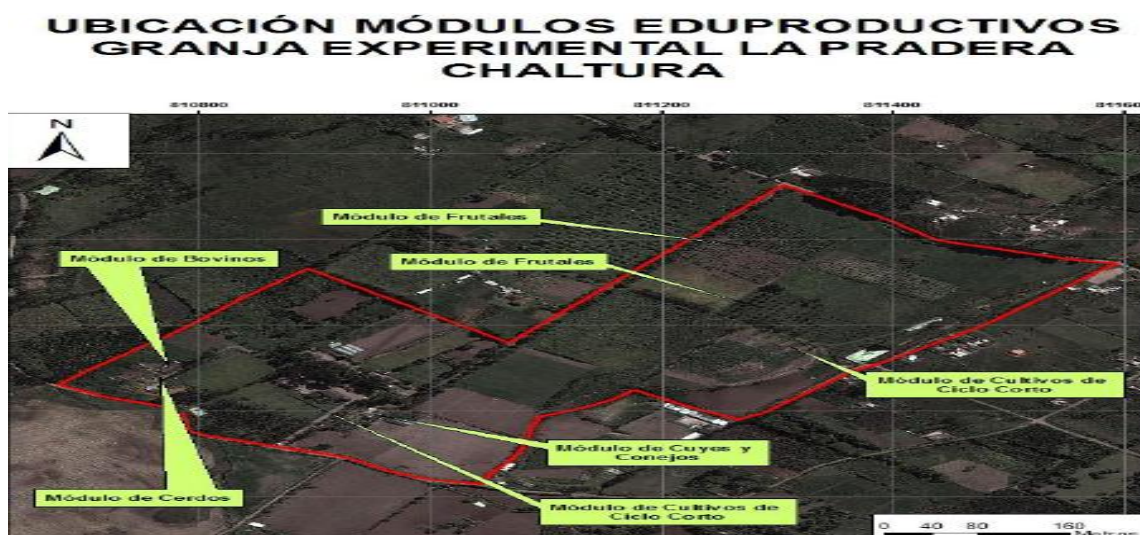 UBICACIÓN MÓDULOS EDUPRODUCTIVOS
GRANJA EXPERIMENTAL LA PRADERA
CHALTURA
810800
811000
811200
811400
811600
N
Módulo de Frutales
Módulo de Bovinos
Módulo de Frutales
Módulo de Cultivos de
Ciclo Corto
Módulo de Cuyes y
Conejos
Módulo de Cerdos
Módulo de Cultivos de
Ciclo Corto
0 40 80 160
Metros